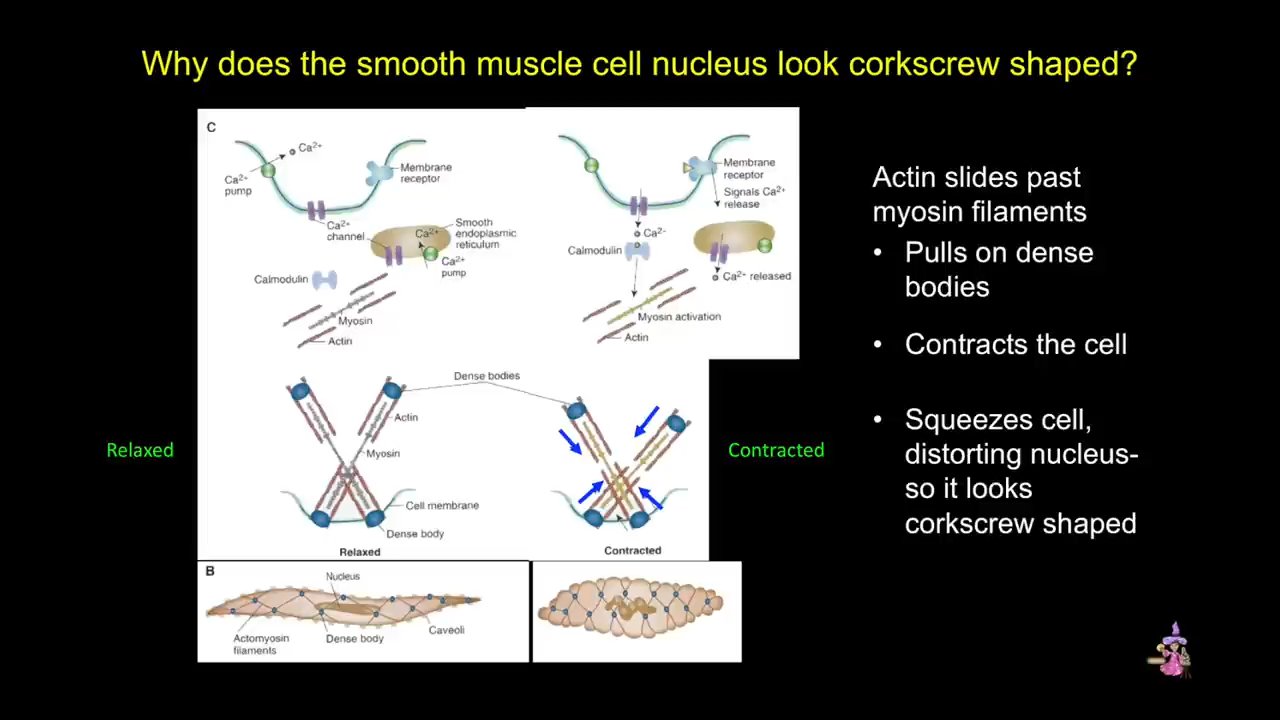 Why does the smooth muscle cell nucleus look corkscrew shaped?
C
Ca2+
Ca2+
pump
Membrane
receptor
Ca2+
channel
Ca2+
Smooth
endoplasmic
reticulum
Ca2+
pump
Calmodulin
Myosin
Actin
Membrane
receptor
Signals Ca2+
release
Ca2-
Calmodulin
Ca2+ released
Myosin activation
Actin
Dense bodies
Actin
Myosin
Cell membrane
Dense body
Relaxed
Contracted
Relaxed
Contracted
B
Nucleus
Actomyosin
filaments
Dense body
Caveoli
Actin slides past
myosin filaments
• Pulls on dense
bodies
• Contracts the cell
• Squeezes cell,
distorting nucleus-
so it looks
corkscrew shaped